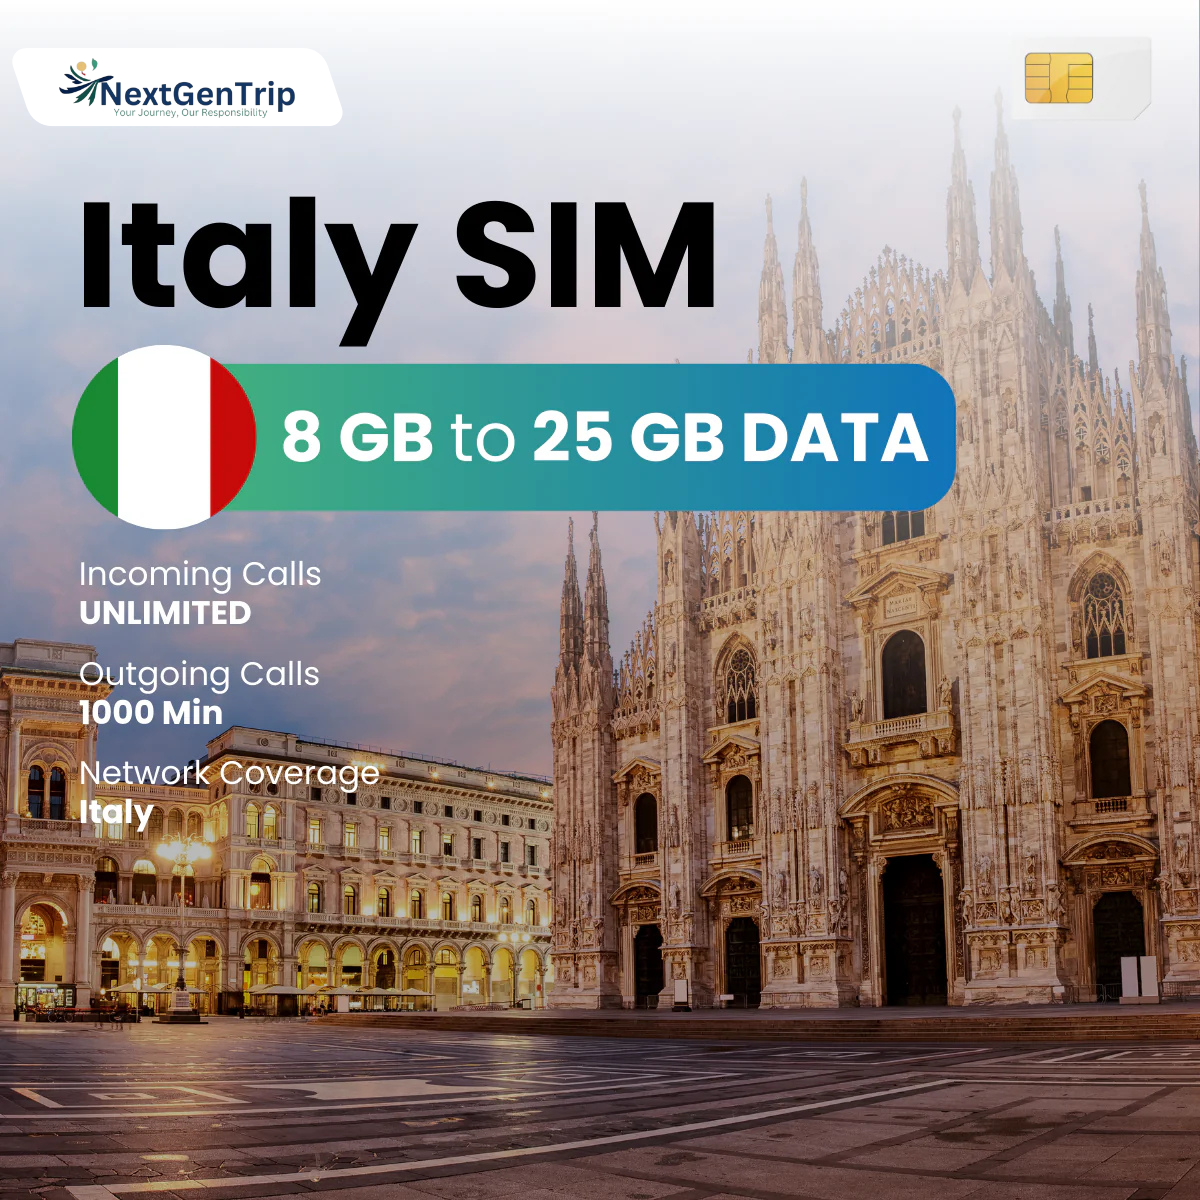 NextGenTrip
Your Journey, Our Responsibility
Italy SIM
8 GB to 25 GB DATA
Incoming Calls
UNLIMITED
Outgoing Calls
1000 Min
Network Coverage
Italy